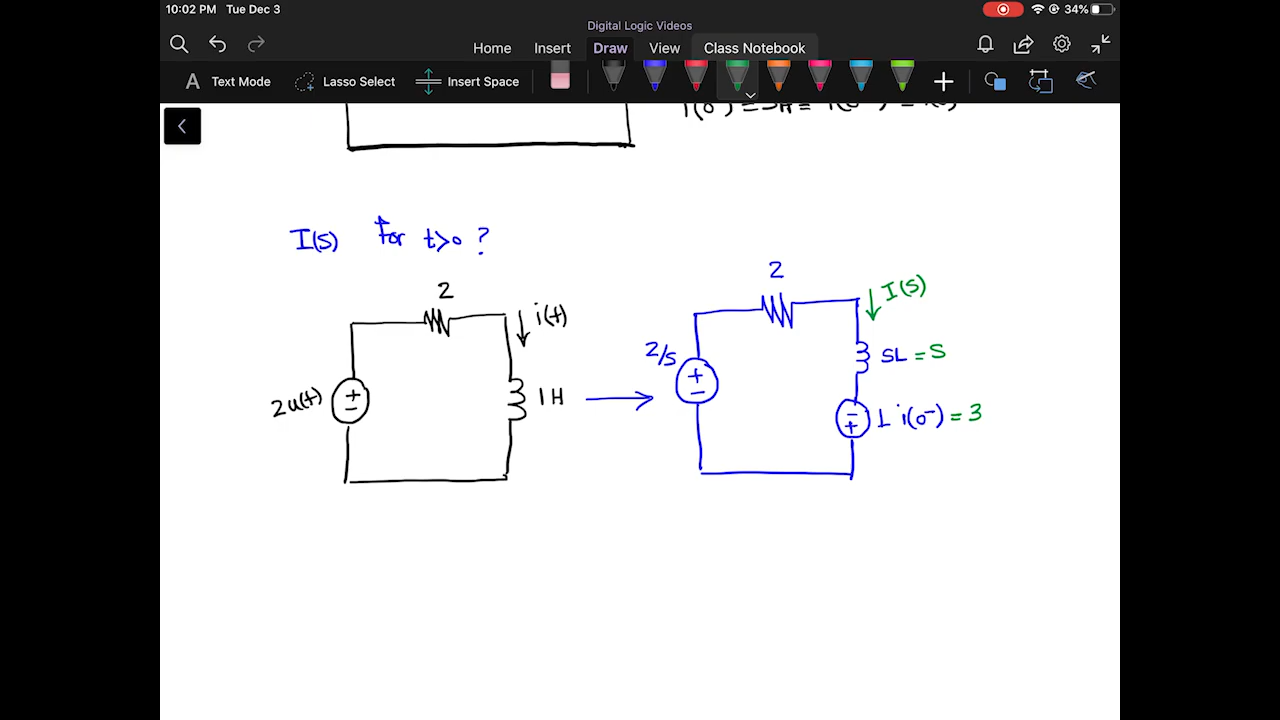 10:02 PM Tue Dec 3
34%
Digital Logic Videos
Home Insert Draw View Class Notebook
A Text Mode Lasso Select Insert Space
I(s) for t>0 ?
2
i(t)
2u(t)
+
−
1H
2
I(s)
2/s
+
−
SL = S
−
+
L i(0⁻) = 3